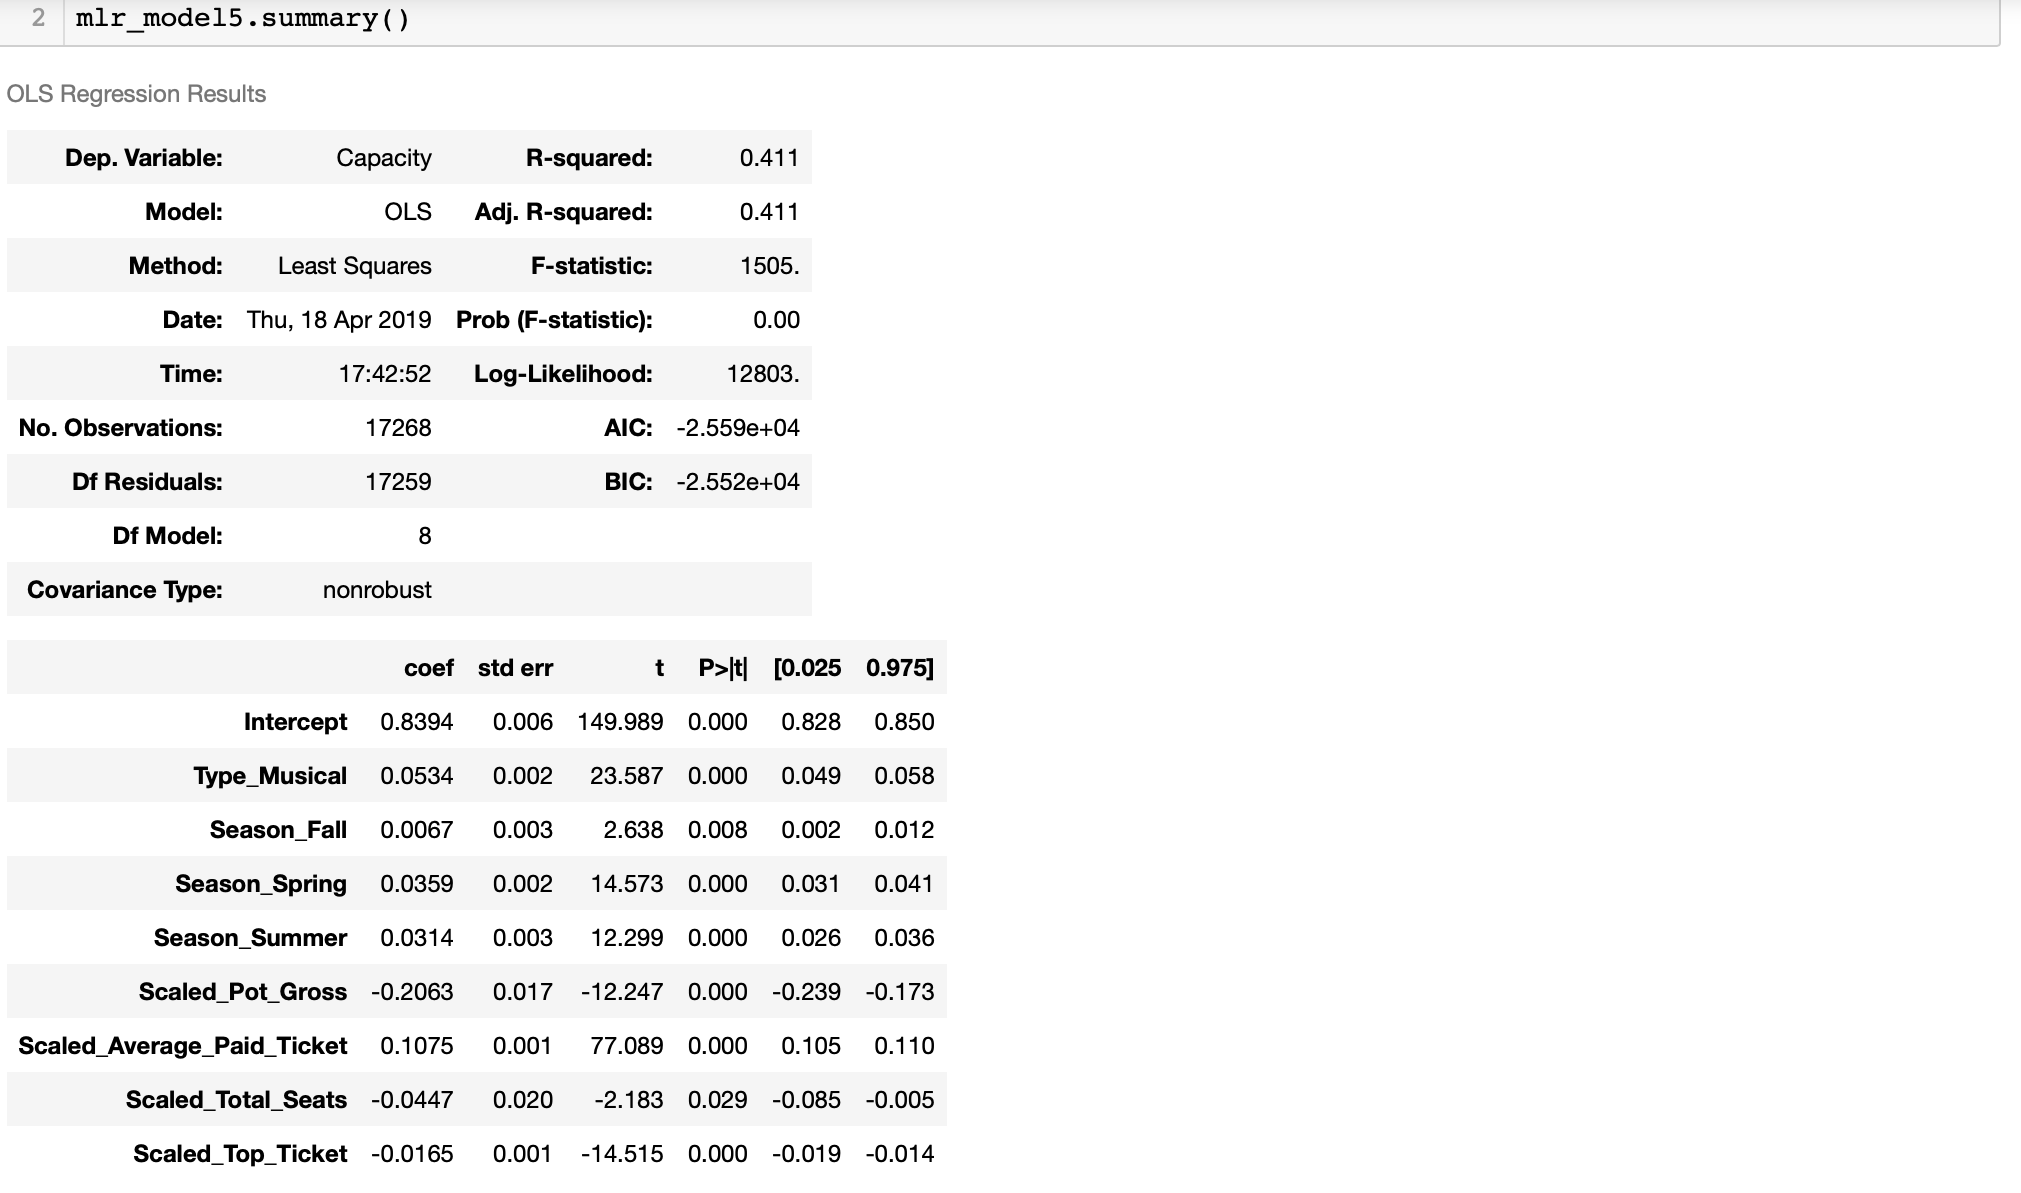 2 mlr_model5.summary()
OLS Regression Results
Dep. Variable: Capacity R-squared: 0.411
Model: OLS Adj. R-squared: 0.411
Method: Least Squares F-statistic: 1505.
Date: Thu, 18 Apr 2019 Prob (F-statistic): 0.00
Time: 17:42:52 Log-Likelihood: 12803.
No. Observations: 17268 AIC: -2.559e+04
Df Residuals: 17259 BIC: -2.552e+04
Df Model: 8
Covariance Type: nonrobust
coef std err t P>|t| [0.025 0.975]
Intercept 0.8394 0.006 149.989 0.000 0.828 0.850
Type_Musical 0.0534 0.002 23.587 0.000 0.049 0.058
Season_Fall 0.0067 0.003 2.638 0.008 0.002 0.012
Season_Spring 0.0359 0.002 14.573 0.000 0.031 0.041
Season_Summer 0.0314 0.003 12.299 0.000 0.026 0.036
Scaled_Pot_Gross -0.2063 0.017 -12.247 0.000 -0.239 -0.173
Scaled_Average_Paid_Ticket 0.1075 0.001 77.089 0.000 0.105 0.110
Scaled_Total_Seats -0.0447 0.020 -2.183 0.029 -0.085 -0.005
Scaled_Top_Ticket -0.0165 0.001 -14.515 0.000 -0.019 -0.014